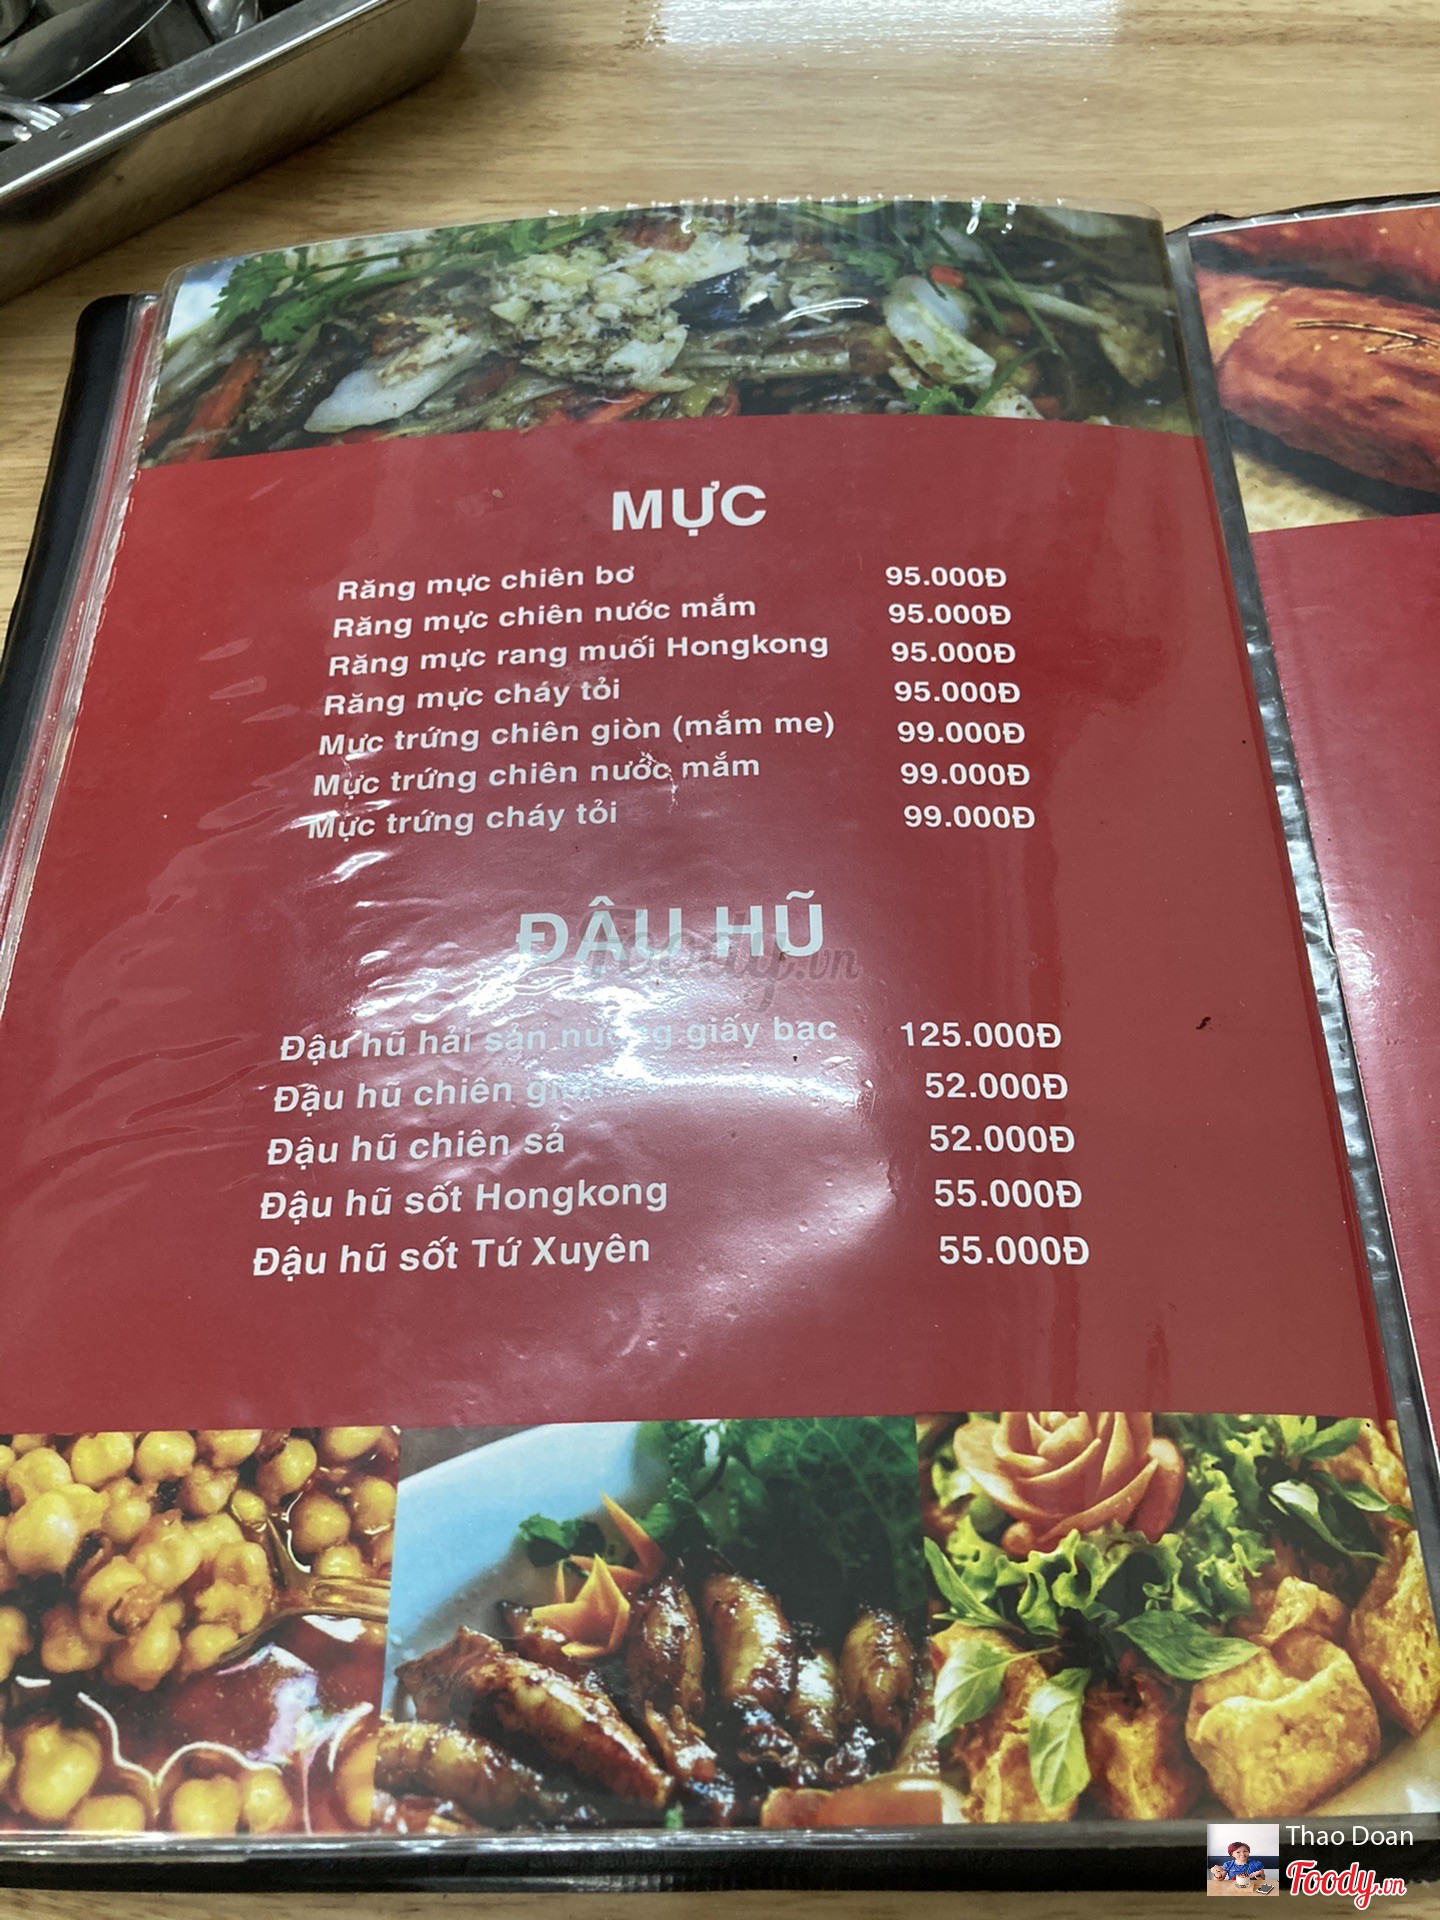 MỰC
Răng mực chiên bơ 95.000Đ
Răng mực chiên nước mắm 95.000Đ
Răng mực rang muối Hongkong 95.000Đ
Răng mực cháy tỏi 95.000Đ
Mực trứng chiên giòn (mắm me) 99.000Đ
Mực trứng chiên nước mắm 99.000Đ
Mực trứng cháy tỏi 99.000Đ
ĐẬU HŨ
Foody.vn
Đậu hũ hải sản nướng giấy bạc 125.000Đ
Đậu hũ chiên giòn 52.000Đ
Đậu hũ chiên sả 52.000Đ
Đậu hũ sốt Hongkong 55.000Đ
Đậu hũ sốt Tứ Xuyên 55.000Đ
Thao Doan
Foody.vn